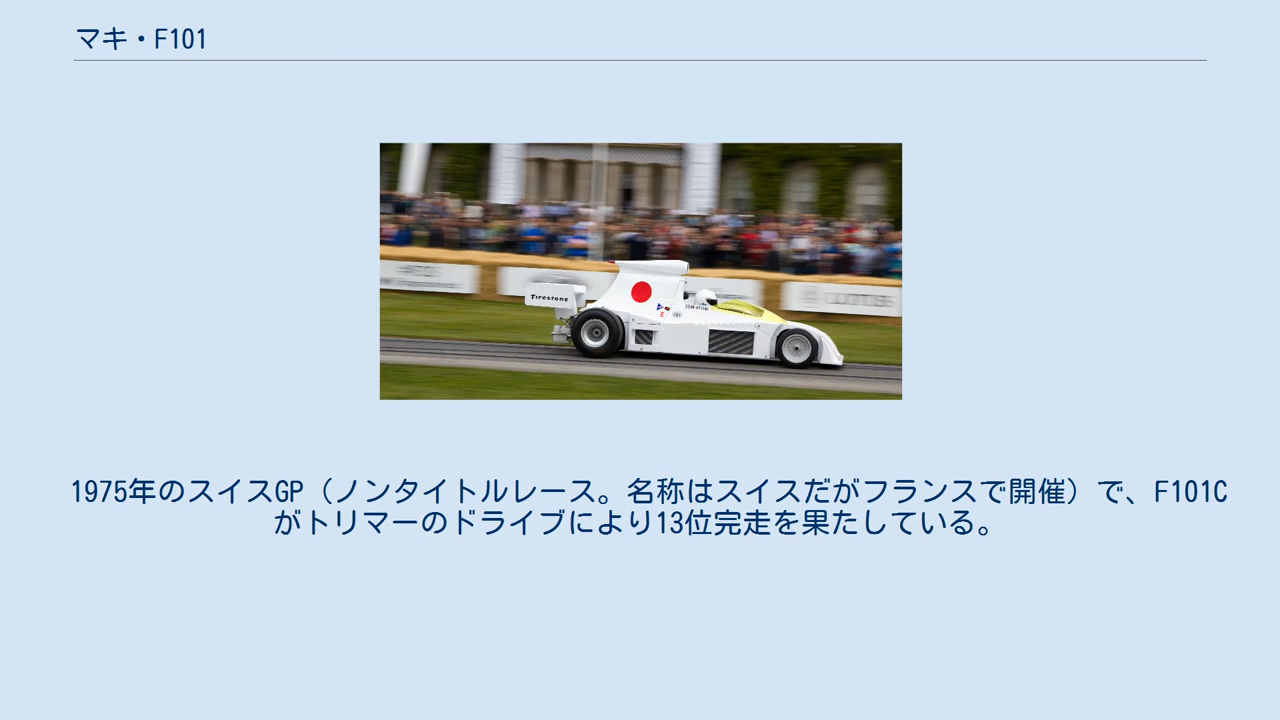 マキ・F101
Firestone
1975年のスイスGP（ノンタイトルレース。名称はスイスだがフランスで開催）で、F101C
がトリマーのドライブにより13位完走を果たしている。